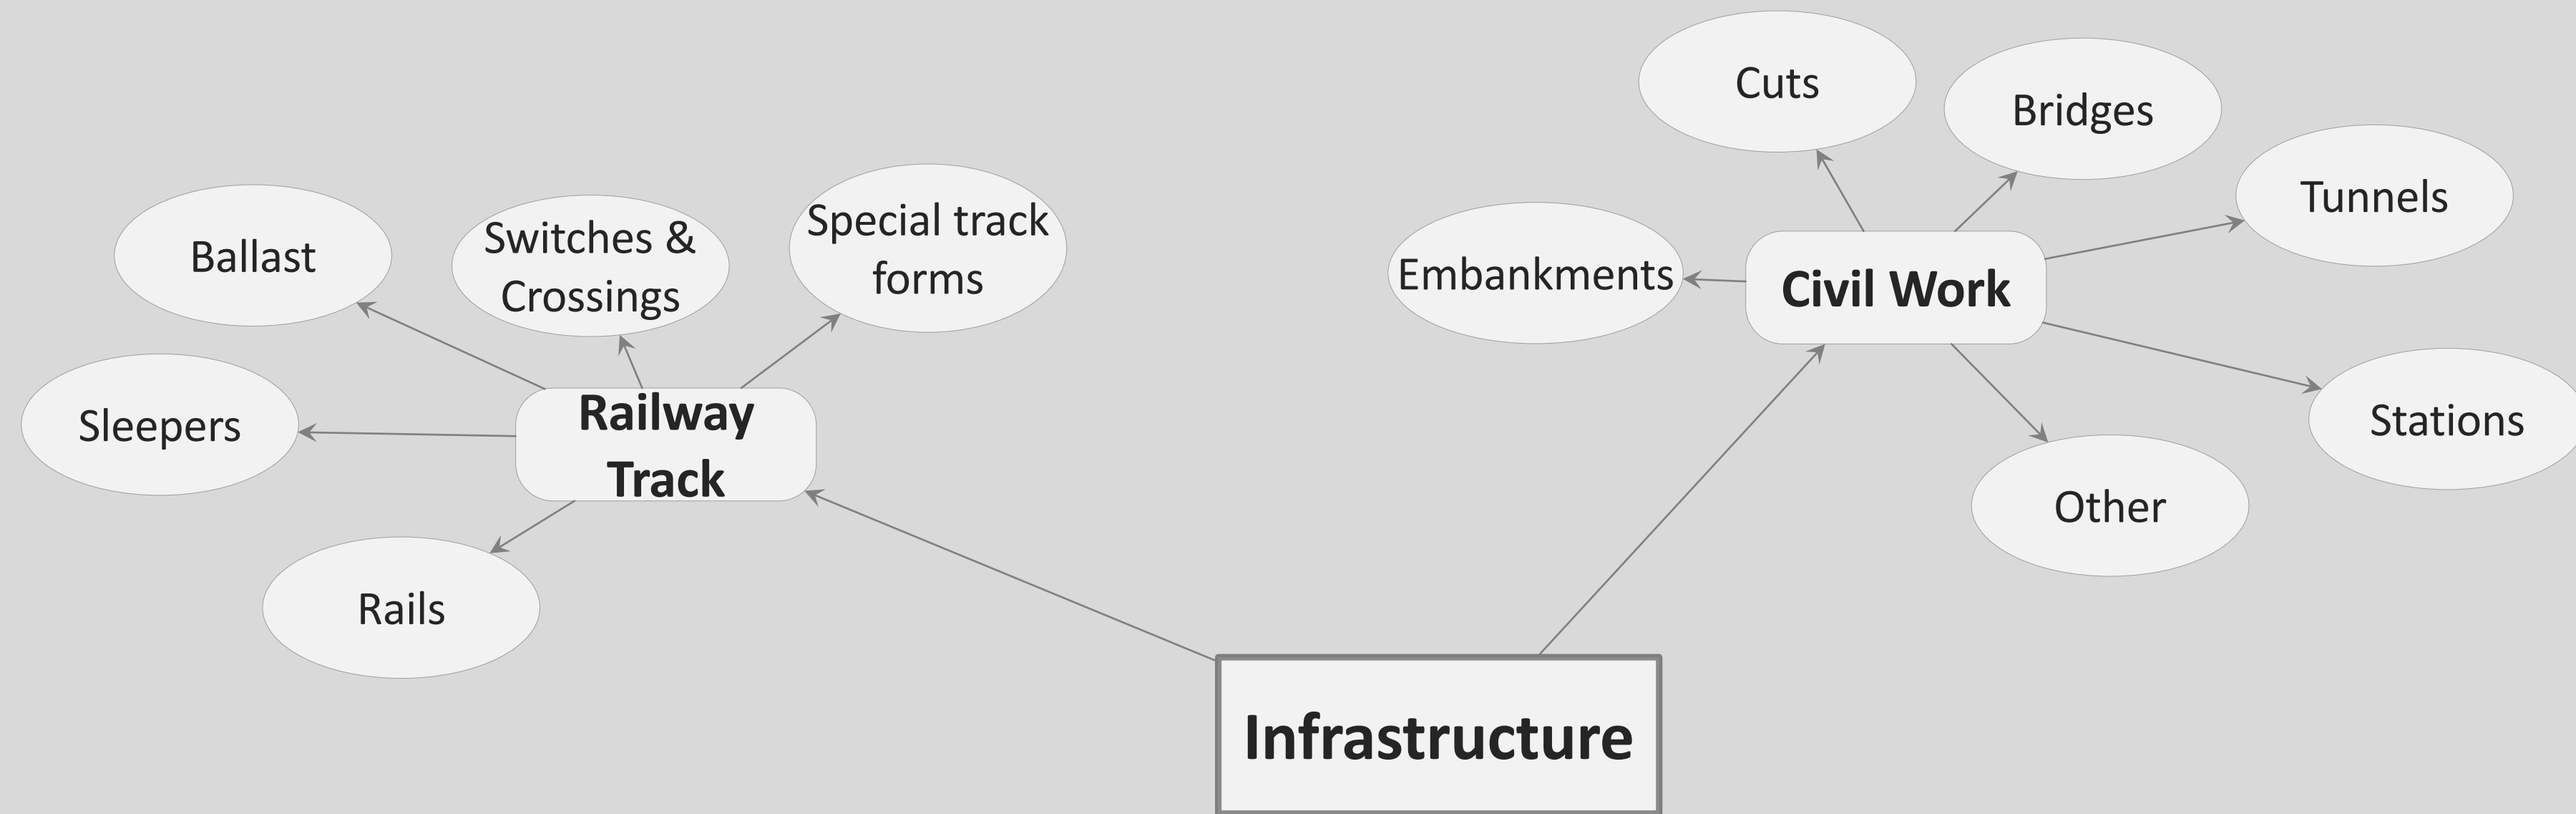 Cuts
Bridges
Tunnels
Embankments
Civil Work
Stations
Other
Special track
forms
Switches &
Crossings
Ballast
Sleepers
Railway
Track
Rails
Infrastructure